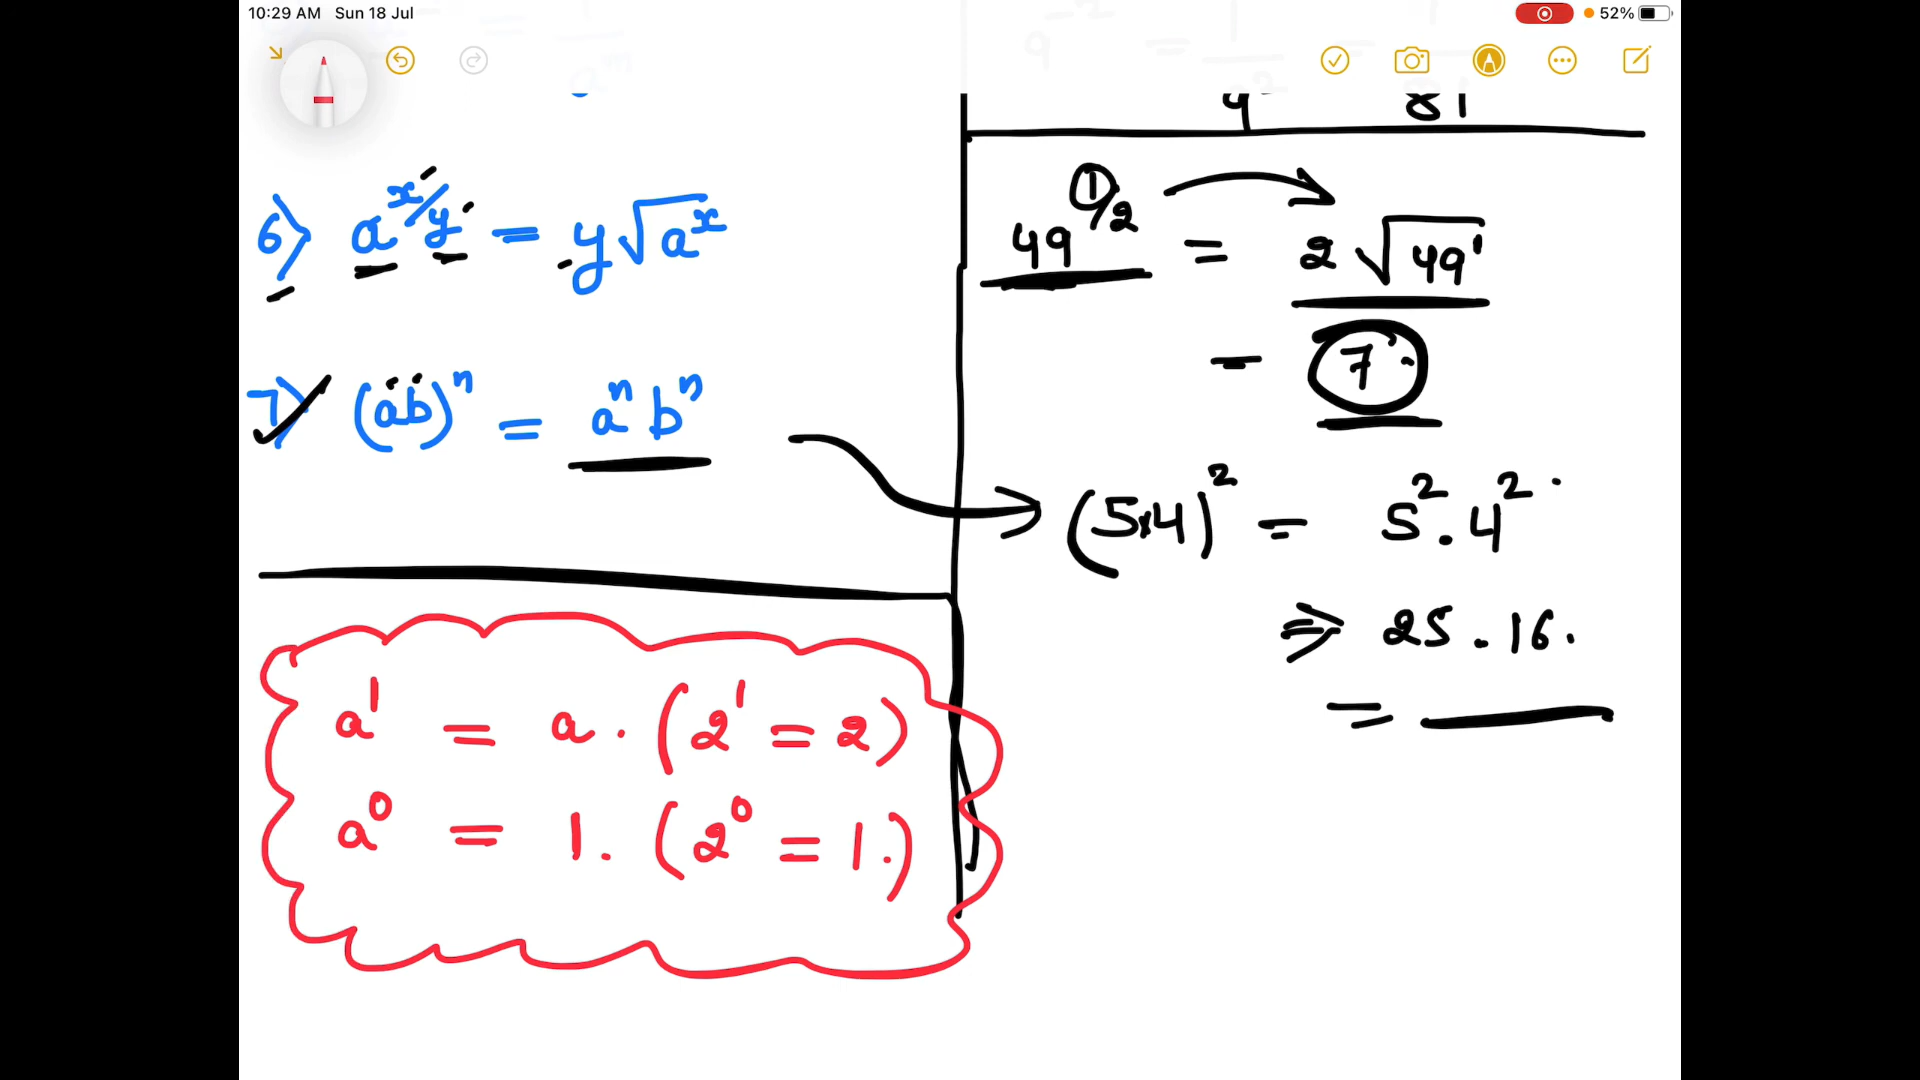 10:29 AM Sun 18 Jul
52%
6) a^(x/y) = y√a^x
7) (ab)^n = a^n b^n
a^1 = a. (2^1 = 2)
a^0 = 1. (2^0 = 1.)
9 81
49^(1/2) = 2√49^1
- 7
(5×4)^2 = 5^2 . 4^2
⇒ 25 . 16.
=